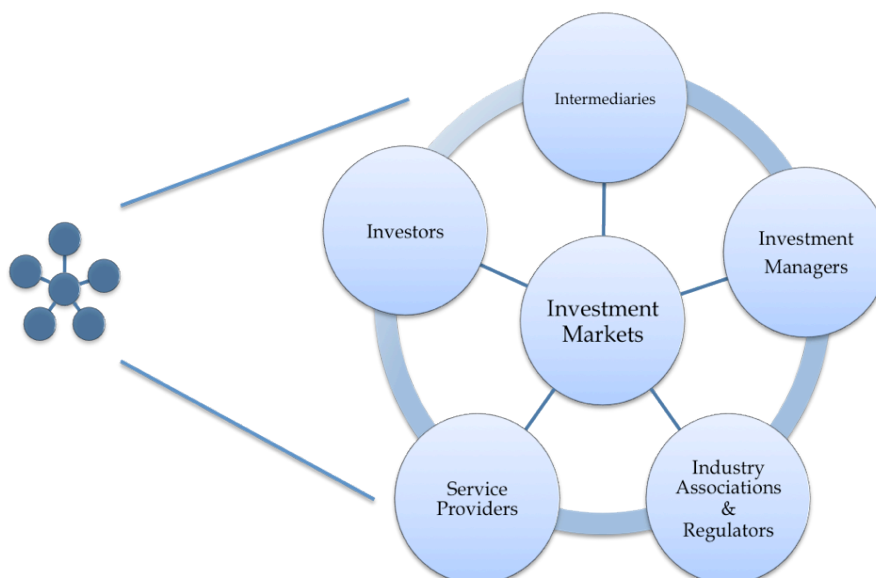 Intermediaries
Investors
Investment
Managers
Investment
Markets
Service
Providers
Industry
Associations
&
Regulators